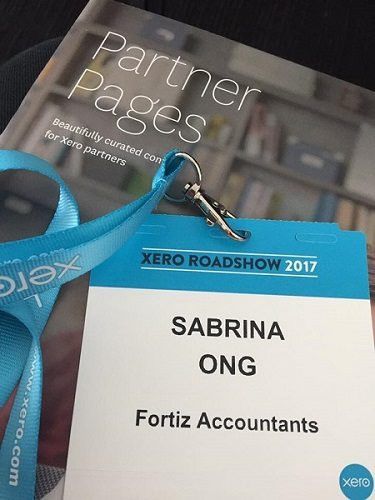 Partner
Pages
Beautifully curated con
for Xero partners
xero
www.xero.com
XERO ROADSHOW 2017
SABRINA
ONG
Fortiz Accountants
xero